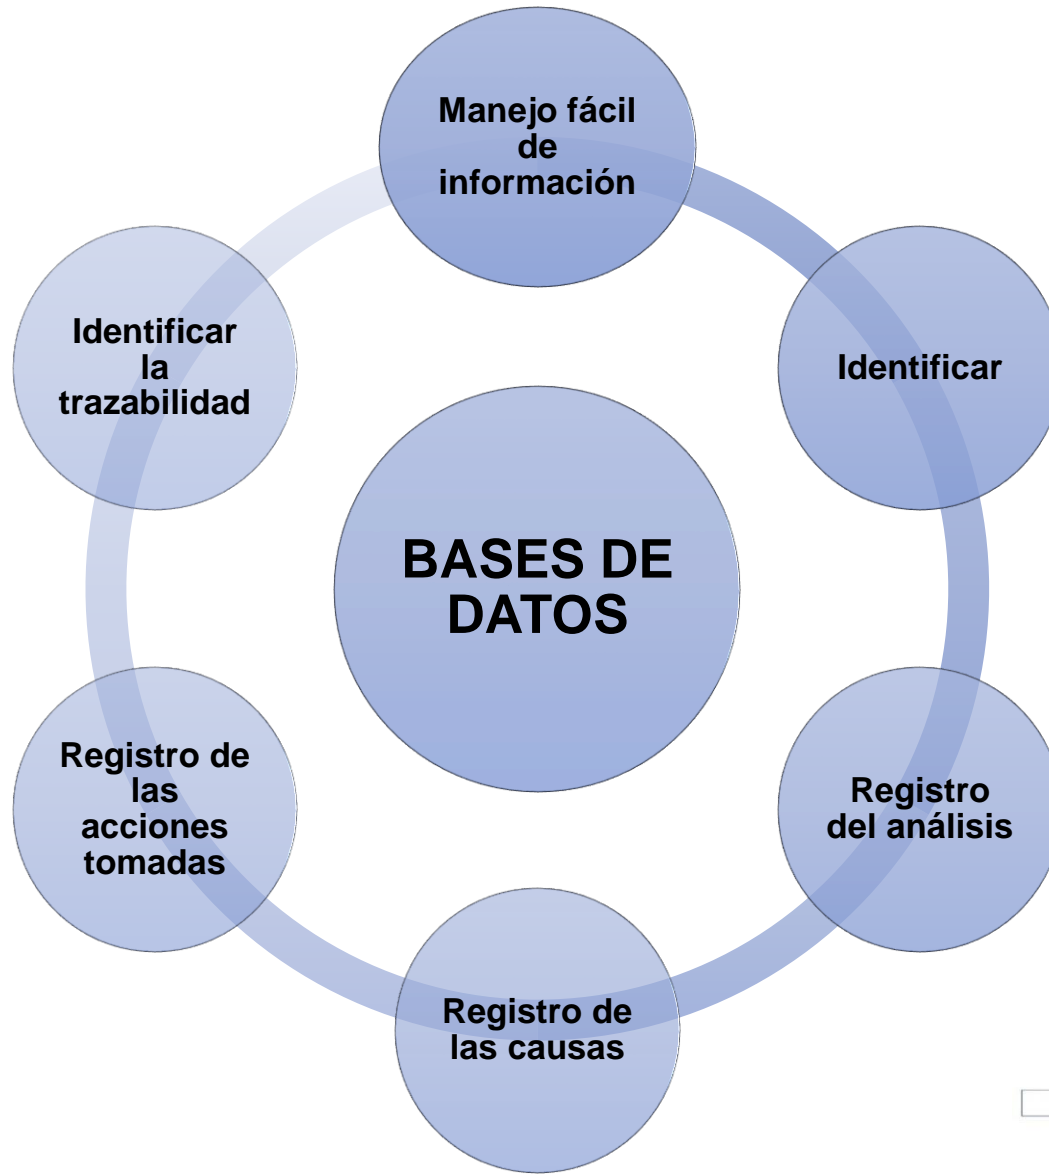 Manejo fácil
de
información
Identificar
Registro
del análisis
Registro de
las causas
Registro de
las
acciones
tomadas
Identificar
la
trazabilidad
BASES DE
DATOS